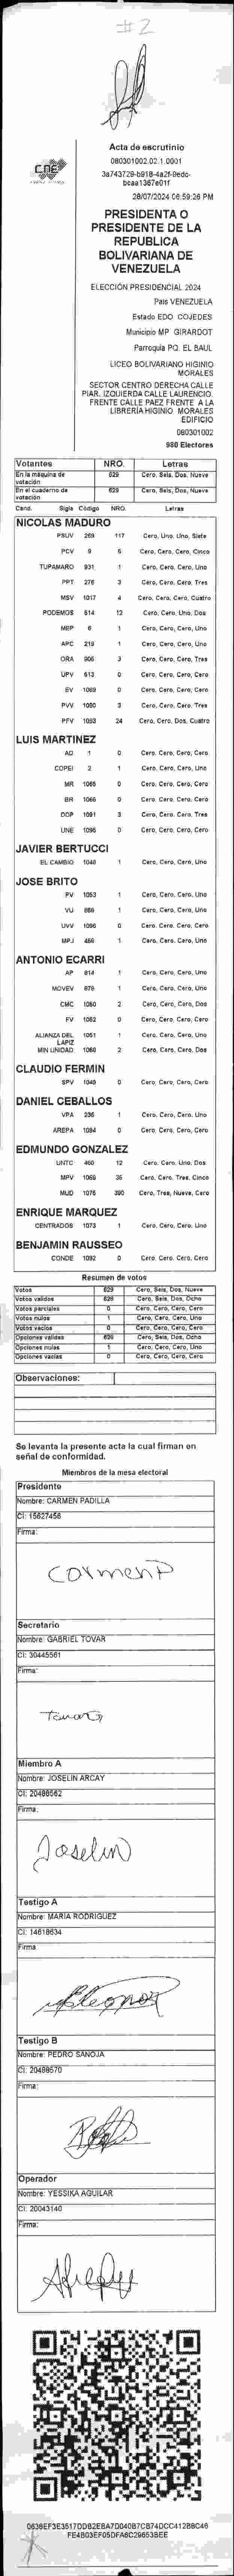 #2
Acta de escrutinio
080301002.02.1.0001
3a743729-b918-4a2f-9edc-
bcaa1367e01f
28/07/2024 06:59:26 PM
CNE
PRESIDENTA O
PRESIDENTE DE LA
REPUBLICA
BOLIVARIANA DE
VENEZUELA
ELECCIÓN PRESIDENCIAL 2024
País VENEZUELA
Estado EDO COJEDES
Municipio MP GIRARDOT
Parroquia PQ. EL BAUL
LICEO BOLIVARIANO HIGINIO
MORALES
SECTOR CENTRO DERECHA CALLE
PIAR. IZQUIERDA CALLE LAURENCIO.
FRENTE CALLE PAEZ FRENTE A LA
LIBRERÍA HIGINIO MORALES
EDIFICIO
080301002
980 Electores
Votantes NRO. Letras
En la máquina de votación 629 Cero, Seis, Dos, Nueve
En el cuaderno de votación 629 Cero, Seis, Dos, Nueve
Cand. Sigla Código NRO. Letras
NICOLAS MADURO
PSUV 269 117 Cero, Uno, Uno, Siete
PCV 9 5 Cero, Cero, Cero, Cinco
TUPAMARO 931 1 Cero, Cero, Cero, Uno
PPT 276 3 Cero, Cero, Cero, Tres
MSV 1017 4 Cero, Cero, Cero, Cuatro
PODEMOS 514 12 Cero, Cero, Uno, Dos
MEP 6 1 Cero, Cero, Cero, Uno
APC 219 1 Cero, Cero, Cero, Uno
ORA 905 3 Cero, Cero, Cero, Tres
UPV 613 0 Cero, Cero, Cero, Cero
EV 1089 0 Cero, Cero, Cero, Cero
PVV 1090 3 Cero, Cero, Cero, Tres
PFV 1093 24 Cero, Cero, Dos, Cuatro
LUIS MARTINEZ
AD 1 0 Cero, Cero, Cero, Cero
COPEI 2 1 Cero, Cero, Cero, Uno
MR 1065 0 Cero, Cero, Cero, Cero
BR 1066 0 Cero, Cero, Cero, Cero
DDP 1091 3 Cero, Cero, Cero, Tres
UNE 1095 0 Cero, Cero, Cero, Cero
JAVIER BERTUCCI
EL CAMBIO 1048 1 Cero, Cero, Cero, Uno
JOSE BRITO
PV 1053 1 Cero, Cero, Cero, Uno
VU 859 1 Cero, Cero, Cero, Uno
UVV 1096 0 Cero, Cero, Cero, Cero
MPJ 456 1 Cero, Cero, Cero, Uno
ANTONIO ECARRI
AP 914 1 Cero, Cero, Cero, Uno
MOVEV 979 1 Cero, Cero, Cero, Uno
CMC 1050 2 Cero, Cero, Cero, Dos
FV 1052 0 Cero, Cero, Cero, Cero
ALIANZA DEL LAPIZ 1051 1 Cero, Cero, Cero, Uno
MIN UNIDAD 1060 2 Cero, Cero, Cero, Dos
CLAUDIO FERMIN
SPV 1049 0 Cero, Cero, Cero, Cero
DANIEL CEBALLOS
VPA 236 1 Cero, Cero, Cero, Uno
AREPA 1094 0 Cero, Cero, Cero, Cero
EDMUNDO GONZALEZ
UNTC 460 12 Cero, Cero, Uno, Dos
MPV 1069 35 Cero, Cero, Tres, Cinco
MUD 1075 390 Cero, Tres, Nueve, Cero
ENRIQUE MARQUEZ
CENTRADOS 1073 1 Cero, Cero, Cero, Uno
BENJAMIN RAUSSEO
CONDE 1092 0 Cero, Cero, Cero, Cero
Resumen de votos
Votos 629 Cero, Seis, Dos, Nueve
Votos validos 628 Cero, Seis, Dos, Ocho
Votos parciales 0 Cero, Cero, Cero, Cero
Votos nulos 1 Cero, Cero, Cero, Uno
Votos vacios 0 Cero, Cero, Cero, Cero
Opciones validas 628 Cero, Seis, Dos, Ocho
Opciones nulas 1 Cero, Cero, Cero, Uno
Opciones vacias 0 Cero, Cero, Cero, Cero
Observaciones:
Se levanta la presente acta la cual firman en
señal de conformidad.
Miembros de la mesa electoral
Presidente
Nombre: CARMEN PADILLA
CI: 15627456
Firma:
CarmenP
Secretario
Nombre: GABRIEL TOVAR
CI: 30445561
Firma:
Miembro A
Nombre: JOSELIN ARCAY
CI: 20486562
Firma:
Joselin
Testigo A
Nombre: MARIA RODRIGUEZ
CI: 14618634
Firma:
Testigo B
Nombre: PEDRO SANOJA
CI: 20488570
Firma:
Operador
Nombre: YESSIKA AGUILAR
CI: 20043140
Firma:
0636EF3E3517DDB2EBA7D040B7CB74DCC412B8C46
FE4B03EF05DFA6C29653BEE